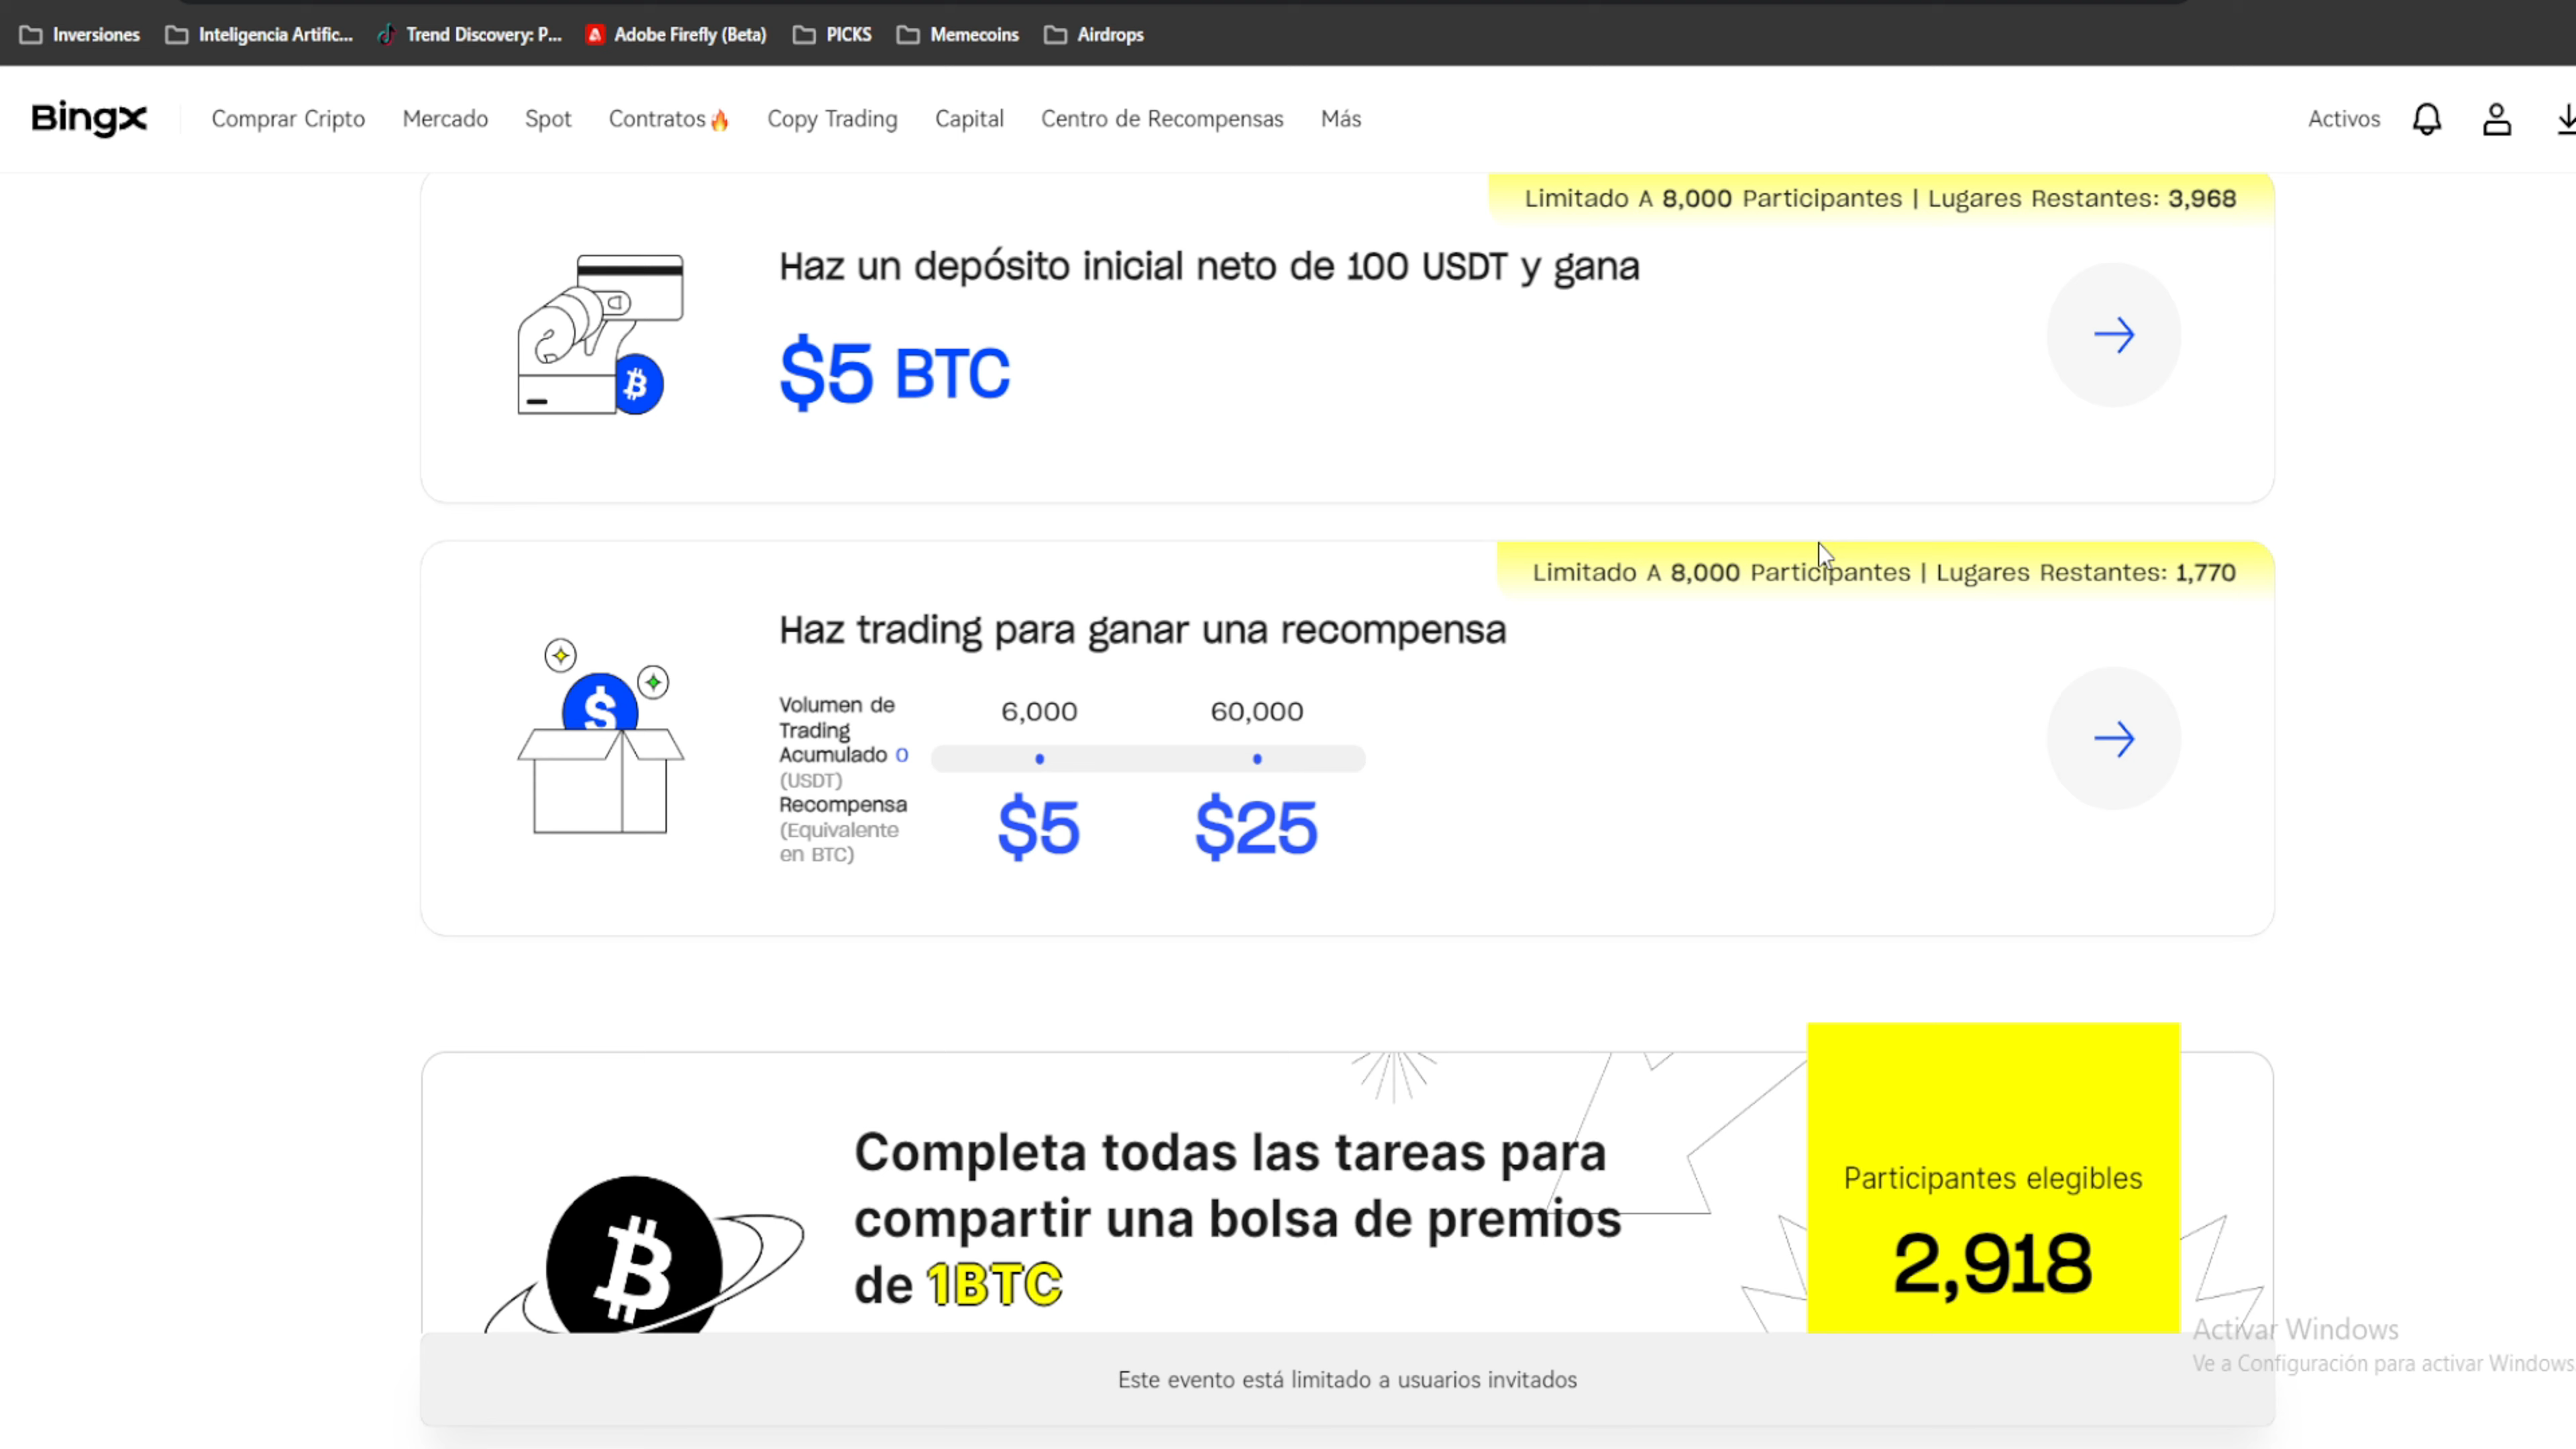 Inversiones Inteligencia Artific... Trend Discovery: P... Adobe Firefly (Beta) PICKS Memecoins Airdrops
BingX Comprar Cripto Mercado Spot Contratos🔥 Copy Trading Capital Centro de Recompensas Más Activos
Limitado A 8,000 Participantes | Lugares Restantes: 3,968
Haz un depósito inicial neto de 100 USDT y gana
$5 BTC
Limitado A 8,000 Participantes | Lugares Restantes: 1,770
Haz trading para ganar una recompensa
Volumen de
Trading
Acumulado 0
(USDT)
6,000 60,000
Recompensa
(Equivalente
en BTC)
$5 $25
Completa todas las tareas para
compartir una bolsa de premios
de 1BTC
Participantes elegibles
2,918
Activar Windows
Ve a Configuración para activar Windows
Este evento está limitado a usuarios invitados